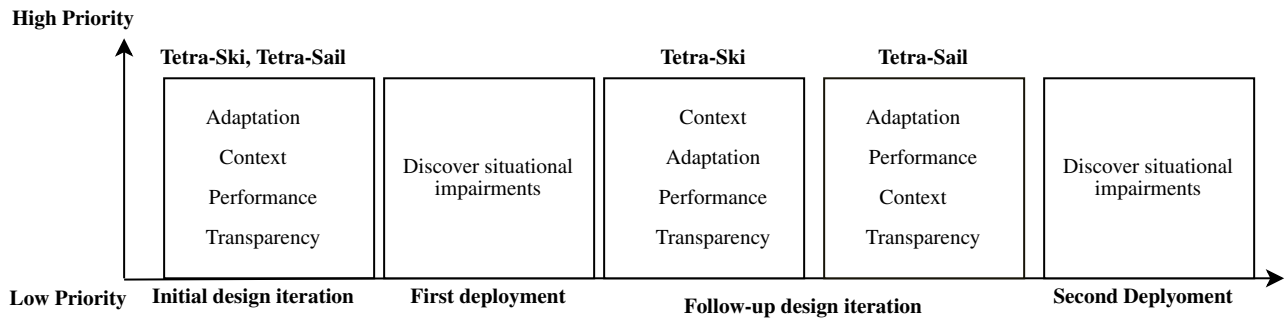 High Priority
Tetra-Ski, Tetra-Sail
Adaptation
Context
Performance
Transparency
Discover situational
impairments
Tetra-Ski
Context
Adaptation
Performance
Transparency
Tetra-Sail
Adaptation
Performance
Context
Transparency
Discover situational
impairments
Low Priority
Initial design iteration
First deployment
Follow-up design iteration
Second Deplyoment